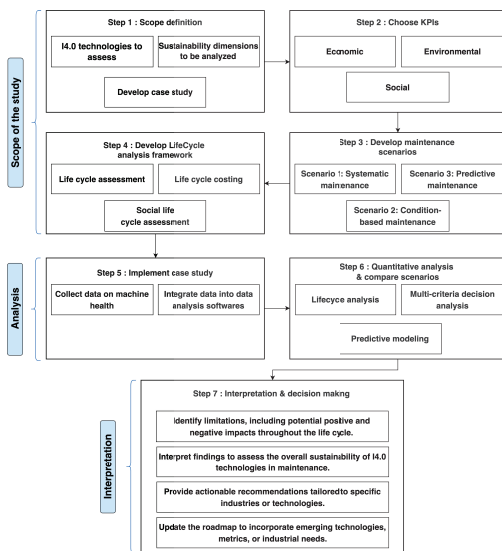 Scope of the study
Step 1 : Scope definition
I4.0 technologies to
assess
Sustainability dimensions
to be analyzed
Develop case study
Step 2 : Choose KPIs
Economic
Environmental
Social
Step 3 : Develop maintenance
scenarios
Scenario 1: Systematic
maintenance
Scenario 3: Predictive
maintenance
Scenario 2: Condition-
based maintenance
Step 4 : Develop LifeCycle
analysis framework
Life cycle assessment
Life cycle costing
Social life
cycle assessment
Analysis
Step 5 : Implement case study
Collect data on machine
health
Integrate data into data
analysis softwares
Step 6 : Quantitative analysis
& compare scenarios
Lifecyce analysis
Multi-criteria decision
analysis
Predictive modeling
Interpretation
Step 7 : Interpretation & decision makng
Identify limitations, including potential positive and
negative impacts throughout the life cycle.
Interpret findings to assess the overall sustainability of I4.0
technologies in maintenance.
Provide actionable recommendations tailored to specific
industries or technologies.
Update the roadmap to incorporate emerging technologies,
metrics, or industrial needs.